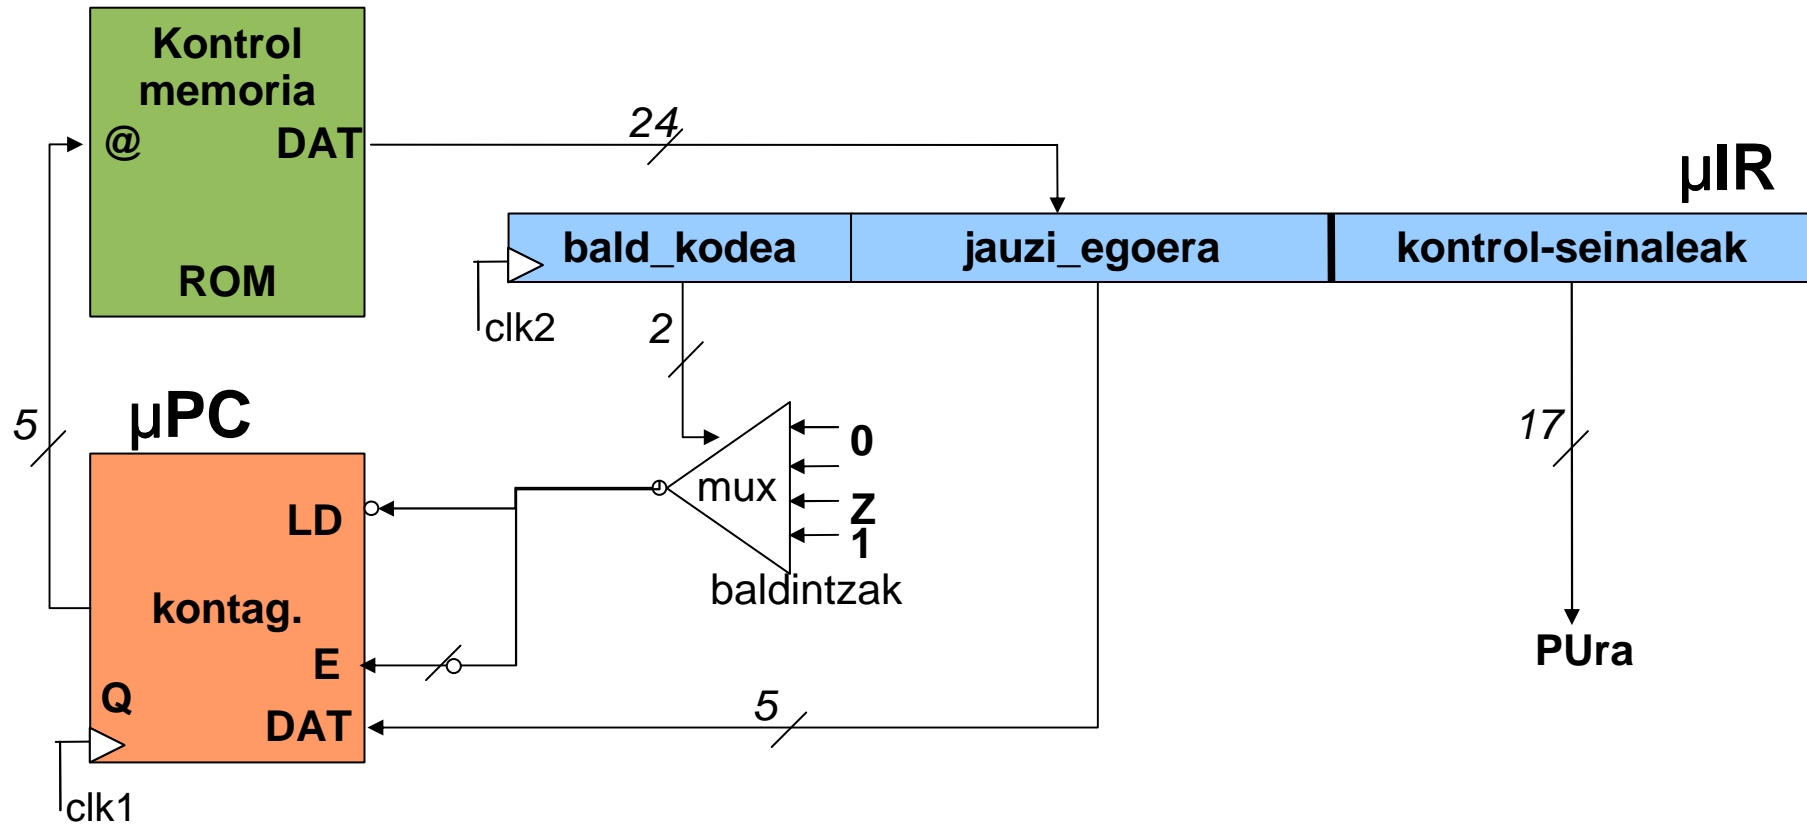 Kontrol
memoria
@ DAT
ROM
24
µIR
bald_kodea jauzi_egoera kontrol-seinaleak
clk2
2
5
µPC
17
0
mux
Z
1
baldintzak
LD
kontag.
E
PUra
Q
DAT
5
clk1